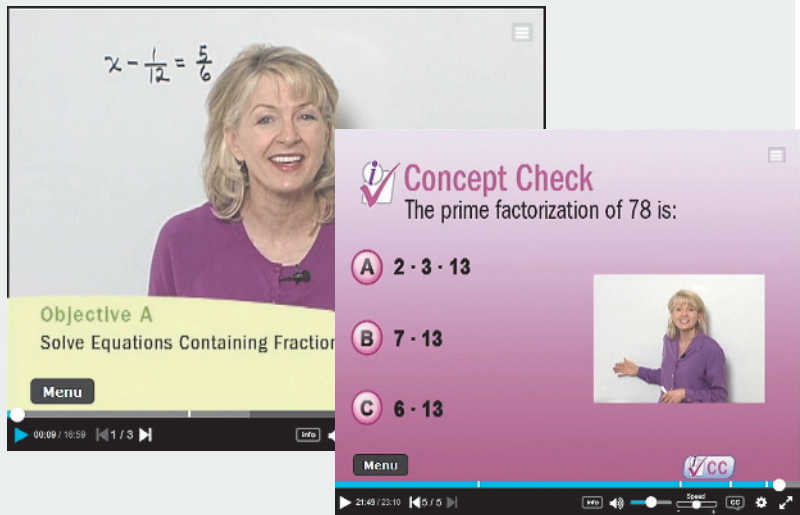 x - 1/12 = 5/6
Objective A
Solve Equations Containing Fraction
Menu
00:09 / 16:59
1 / 3
info
i Concept Check
The prime factorization of 78 is:
A 2 · 3 · 13
B 7 · 13
C 6 · 13
Menu
i CC
21:49 / 23:10
5 / 5
info
Speed
- +
CC